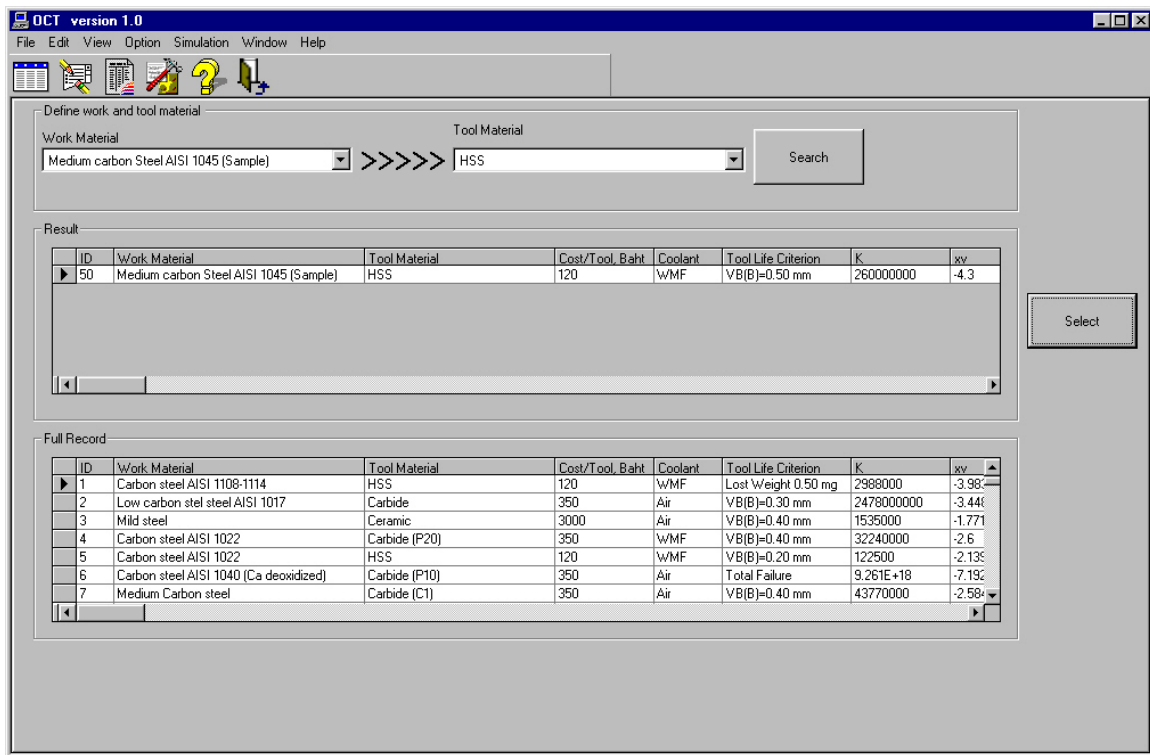 OCT version 1.0
File Edit View Option Simulation Window Help
Define work and tool material
Work Material Tool Material
Medium carbon Steel AISI 1045 (Sample) >>>>> HSS Search
Result
ID Work Material Tool Material Cost/Tool, Baht Coolant Tool Life Criterion K xv
50 Medium carbon Steel AISI 1045 (Sample) HSS 120 WMF VB(B)=0.50 mm 260000000 -4.3
Select
Full Record
ID Work Material Tool Material Cost/Tool, Baht Coolant Tool Life Criterion K xv
1 Carbon steel AISI 1108-1114 HSS 120 WMF Lost Weight 0.50 mg 2988000
2 Low carbon stel steel AISI 1017 Carbide 350 Air VB(B)=0.30 mm 2478000000
3 Mild steel Ceramic 3000 Air VB(B)=0.40 mm 1535000 -1.771
4 Carbon steel AISI 1022 Carbide (P20) 350 WMF VB(B)=0.40 mm 32240000 -2.6
5 Carbon steel AISI 1022 HSS 120 WMF VB(B)=0.20 mm 122500
6 Carbon steel AISI 1040 (Ca deoxidized) Carbide (P10) 350 Air Total Failure 9.261E+18
7 Medium Carbon steel Carbide (C1) 350 Air VB(B)=0.40 mm 43770000